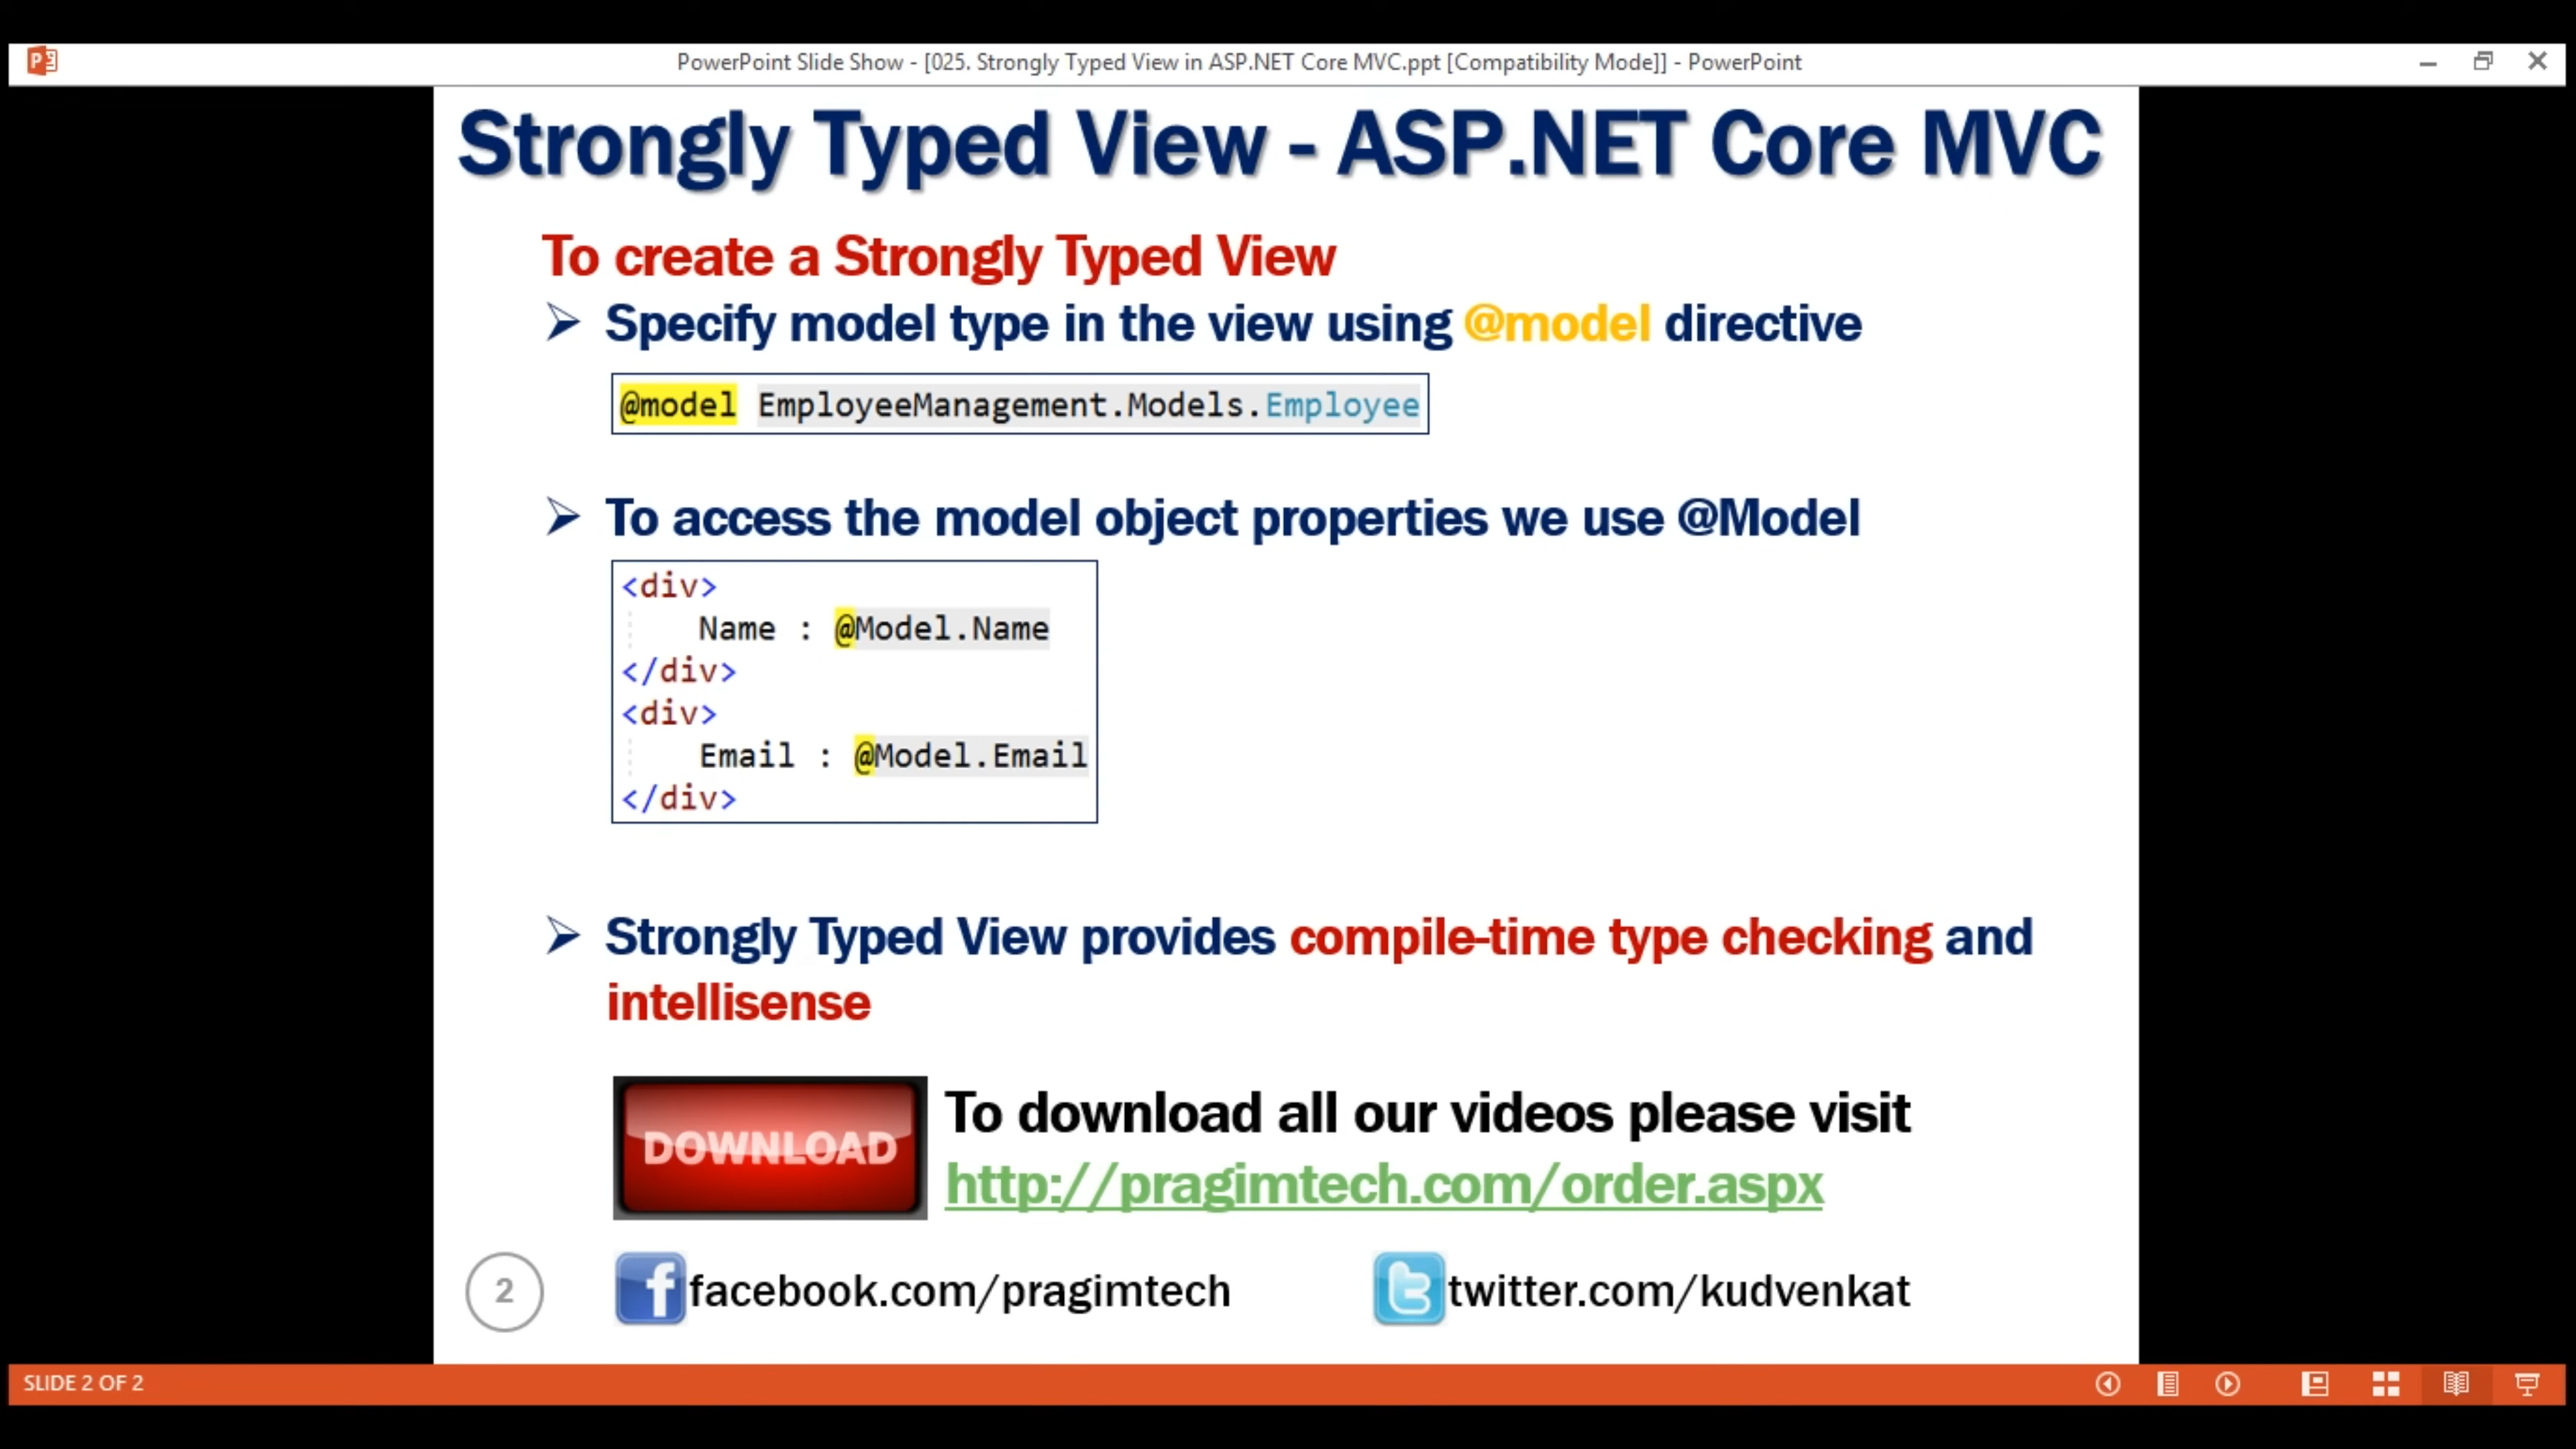 PowerPoint Slide Show - [025. Strongly Typed View in ASP.NET Core MVC.ppt [Compatibility Mode]] - PowerPoint
Strongly Typed View - ASP.NET Core MVC
To create a Strongly Typed View
Specify model type in the view using @model directive
@model EmployeeManagement.Models.Employee
To access the model object properties we use @Model
<div>
Name : @Model.Name
</div>
<div>
Email : @Model.Email
</div>
Strongly Typed View provides compile-time type checking and
intellisense
DOWNLOAD
To download all our videos please visit
http://pragimtech.com/order.aspx
2
facebook.com/pragimtech
twitter.com/kudvenkat
SLIDE 2 OF 2